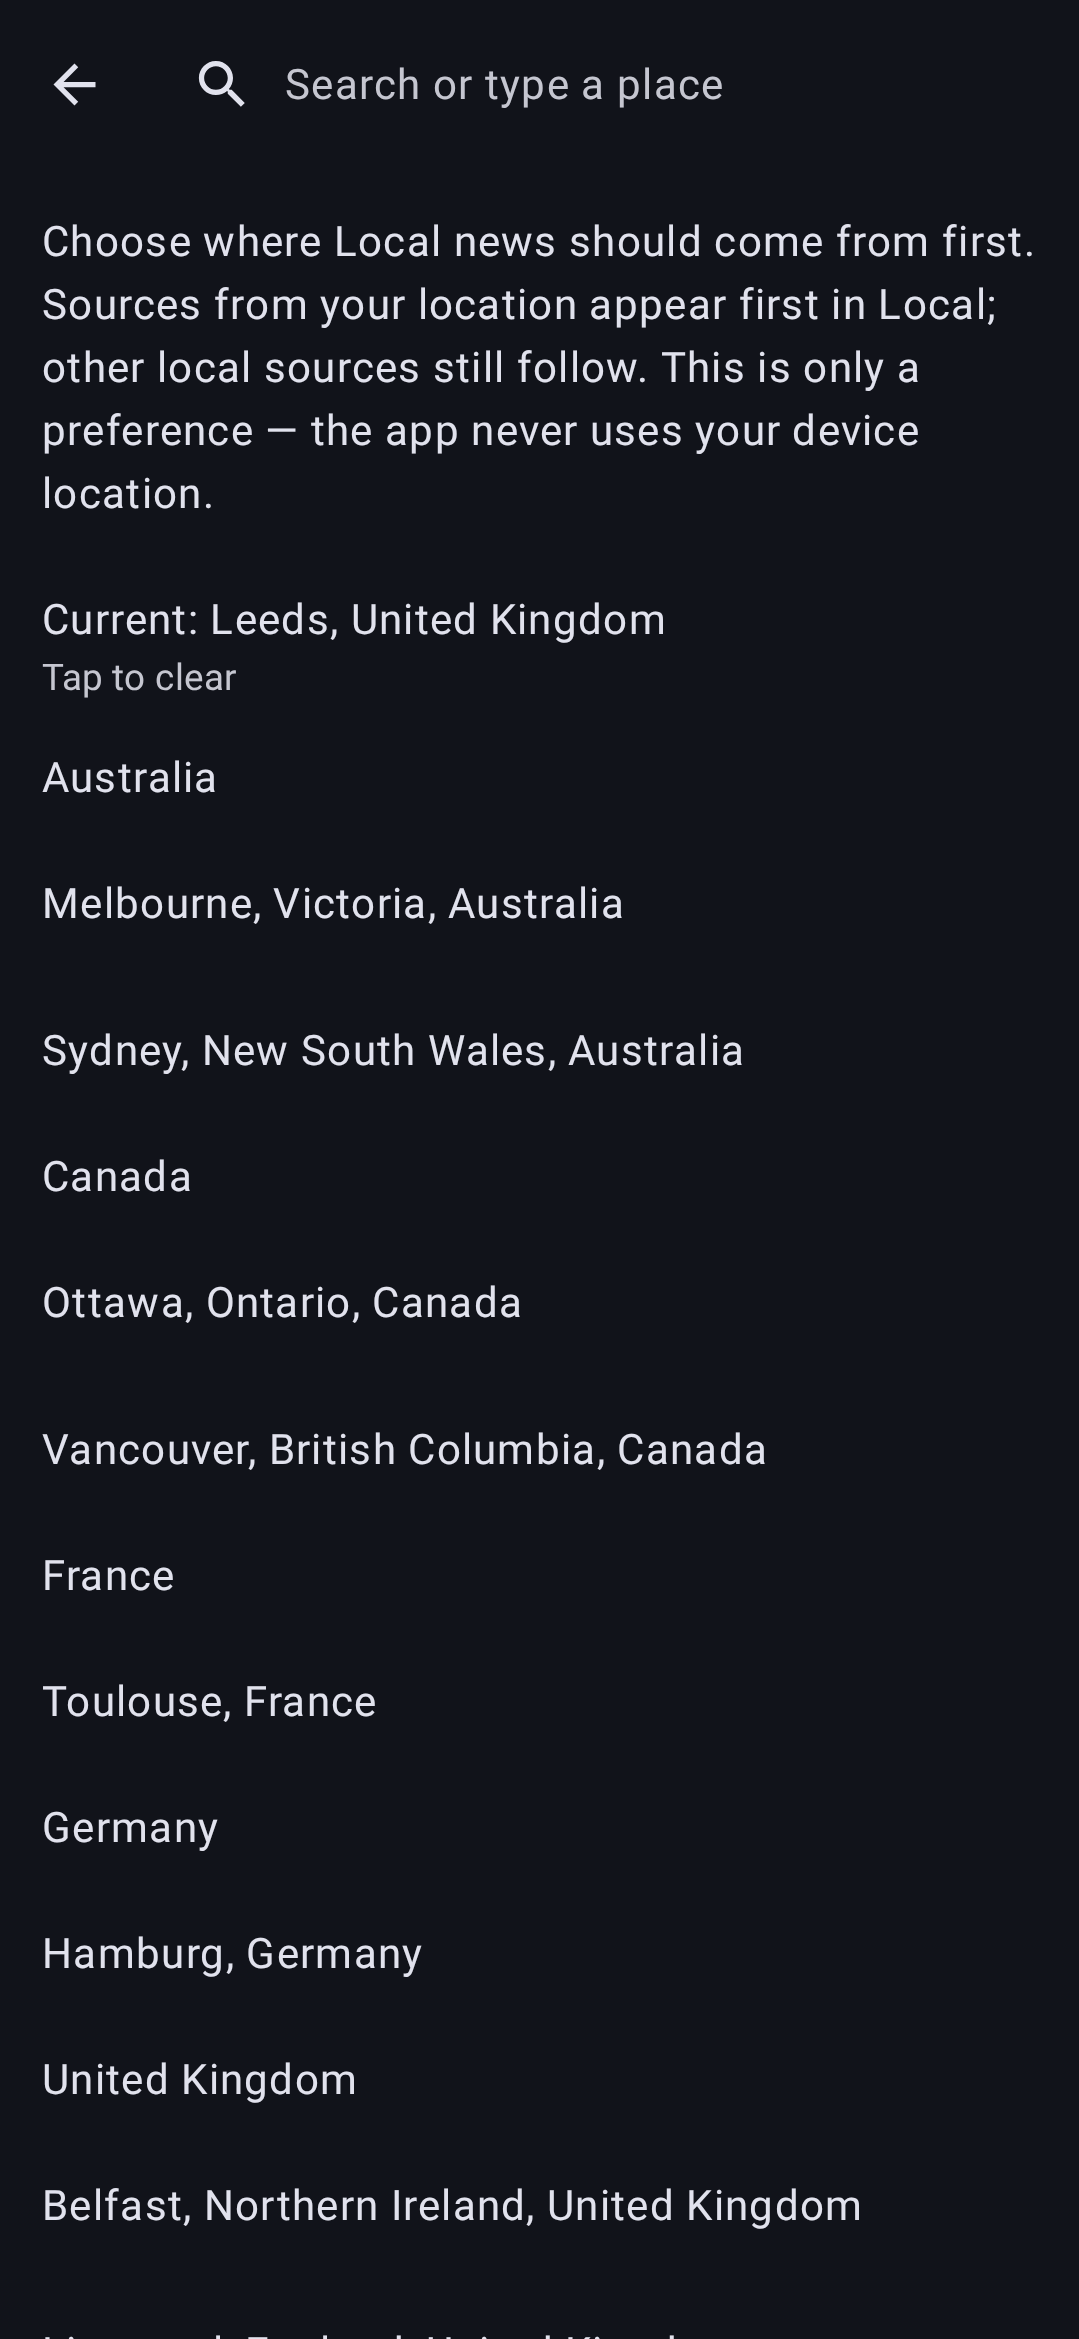 Search or type a place
Choose where Local news should come from first.
Sources from your location appear first in Local;
other local sources still follow. This is only a
preference — the app never uses your device
location.
Current: Leeds, United Kingdom
Tap to clear
Australia
Melbourne, Victoria, Australia
Sydney, New South Wales, Australia
Canada
Ottawa, Ontario, Canada
Vancouver, British Columbia, Canada
France
Toulouse, France
Germany
Hamburg, Germany
United Kingdom
Belfast, Northern Ireland, United Kingdom